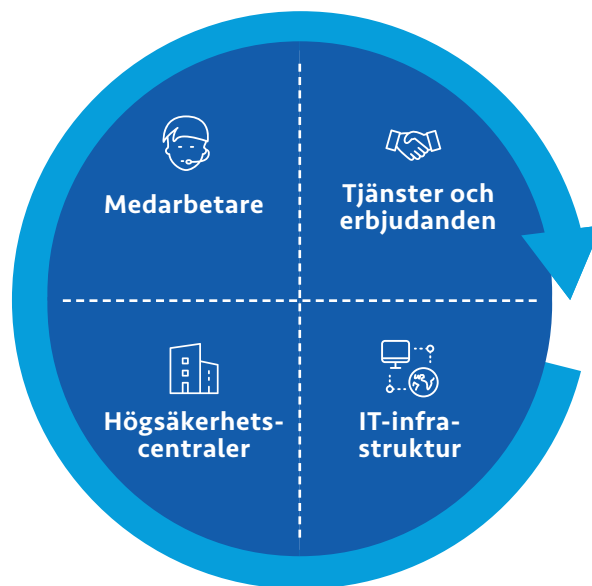 Medarbetare
Tjänster och
erbjudanden
Högsäkerhets-
centraler
IT-infra-
struktur